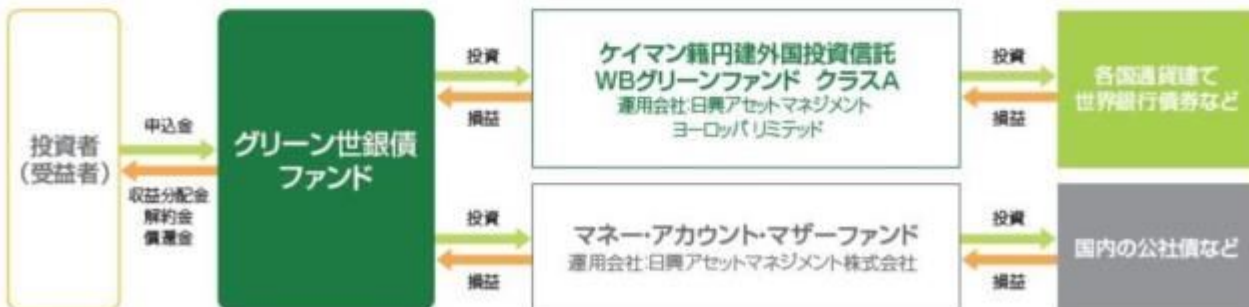 投資者
（受益者）
申込金
収益分配金
解約金
償還金
グリーン世銀債
ファンド
投資
損益
ケイマン籍円建外国投資信託
WBグリーンファンド クラスA
運用会社:日興アセットマネジメント
ヨーロッパ リミテッド
投資
損益
各国通貨建て
世界銀行債券など
投資
損益
マネー・アカウント・マザーファンド
運用会社:日興アセットマネジメント株式会社
投資
損益
国内の公社債など